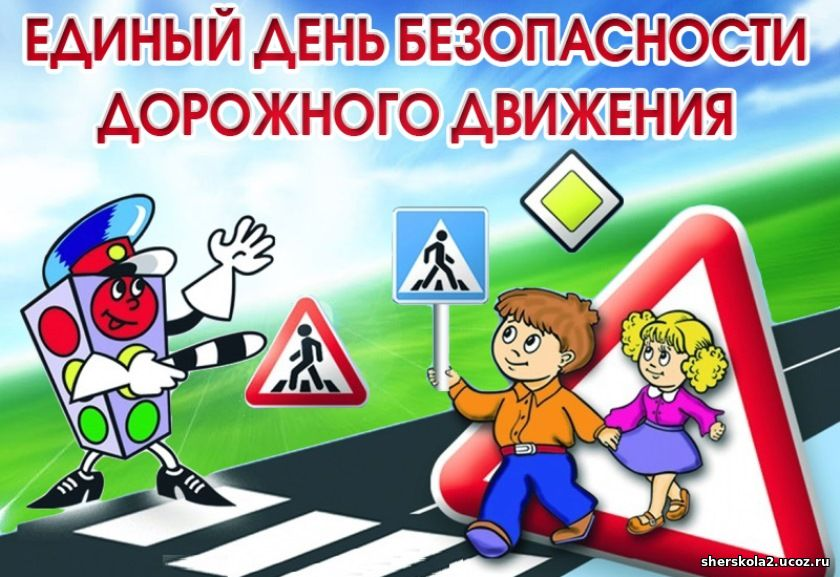 ЕДИНЫЙ ДЕНЬ БЕЗОПАСНОСТИ
ДОРОЖНОГО ДВИЖЕНИЯ
sherskola2.ucoz.ru